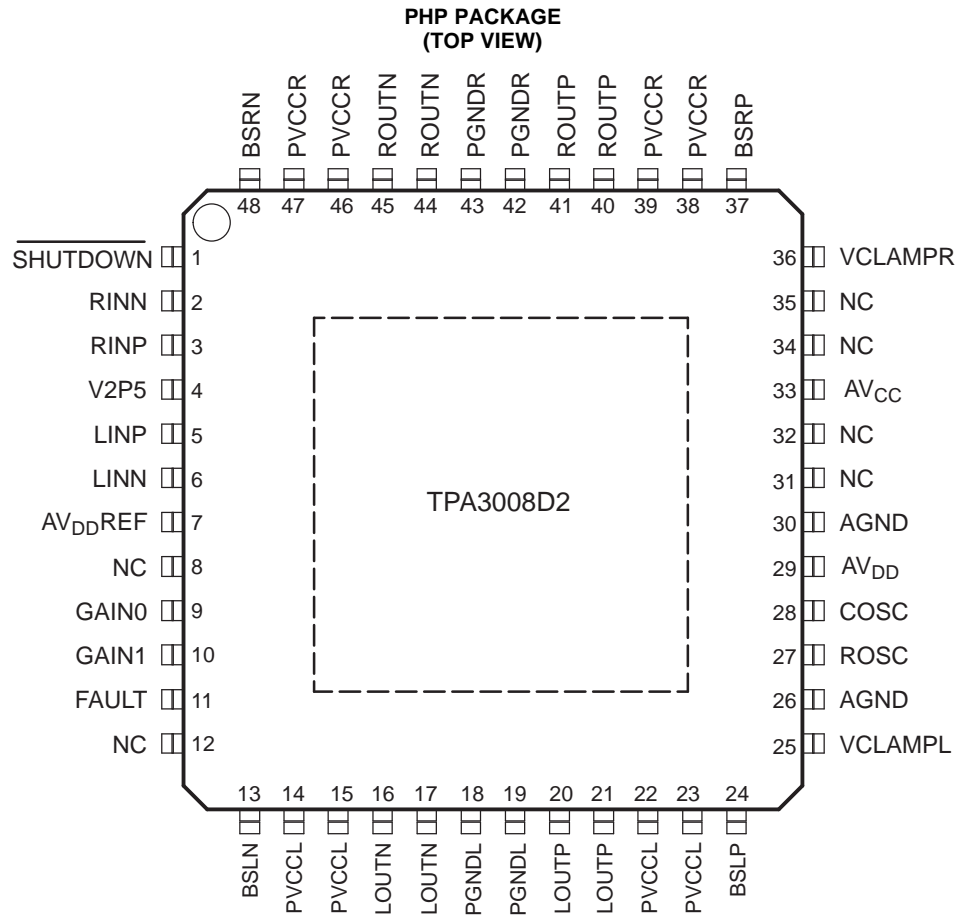 PHP PACKAGE
(TOP VIEW)
BSRN
PVCCR
PVCCR
ROUTN
ROUTN
PGNDR
PGNDR
ROUTP
ROUTP
PVCCR
PVCCR
BSRP
48 47 46 45 44 43 42 41 40 39 38 37
SHUTDOWN 1
RINN 2
RINP 3
V2P5 4
LINP 5
LINN 6
AVDDREF 7
NC 8
GAIN0 9
GAIN1 10
FAULT 11
NC 12
TPA3008D2
36 VCLAMPR
35 NC
34 NC
33 AVCC
32 NC
31 NC
30 AGND
29 AVDD
28 COSC
27 ROSC
26 AGND
25 VCLAMPL
13 14 15 16 17 18 19 20 21 22 23 24
BSLN
PVCCL
PVCCL
LOUTN
LOUTN
PGNDL
PGNDL
LOUTP
LOUTP
PVCCL
PVCCL
BSLP